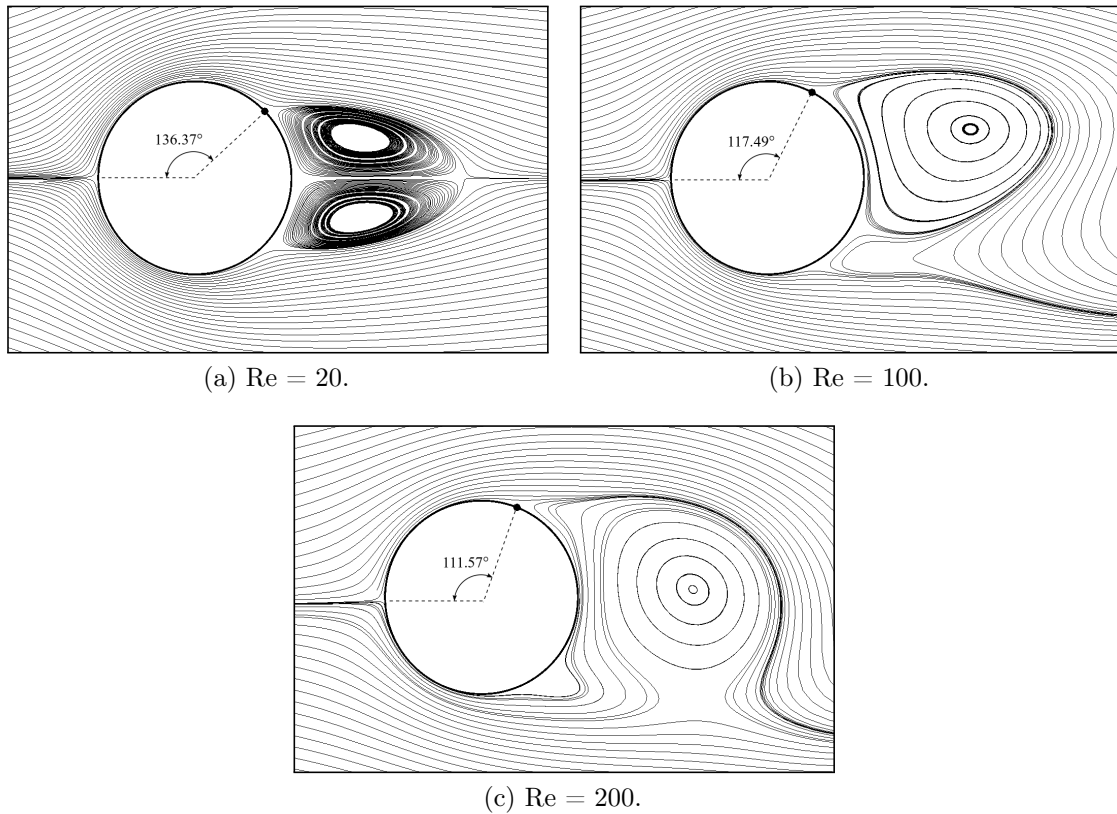 136.37°
117.49°
(a) Re = 20.
(b) Re = 100.
111.57°
(c) Re = 200.